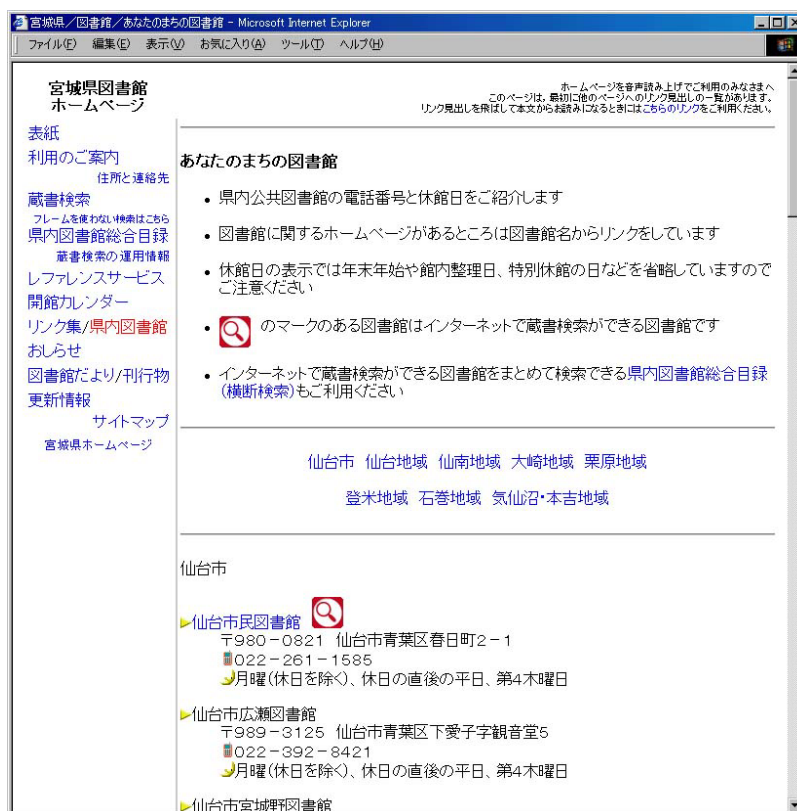 宮城県／図書館／あなたのまちの図書館 - Microsoft Internet Explorer
ファイル(F) 編集(E) 表示(V) お気に入り(A) ツール(T) ヘルプ(H)
宮城県図書館
ホームページ
表紙
利用のご案内
住所と連絡先
蔵書検索
フレームを使わない検索はこちら
県内図書館総合目録
蔵書検索の運用情報
レファレンスサービス
開館カレンダー
リンク集/県内図書館
おしらせ
図書館だより/刊行物
更新情報
サイトマップ
宮城県ホームページ
ホームページを音声読み上げでご利用のみなさまへ
このページは，最初に他のページへのリンク見出しの一覧があります。
リンク見出しを飛ばして本文からお読みになるときにはこちらのリンクをご利用ください。
あなたのまちの図書館
• 県内公共図書館の電話番号と休館日をご紹介します
• 図書館に関するホームページがあるところは図書館名からリンクをしています
• 休館日の表示では年末年始や館内整理日、特別休館の日などを省略していますので
ご注意ください
• のマークのある図書館はインターネットで蔵書検索ができる図書館です
• インターネットで蔵書検索ができる図書館をまとめて検索できる県内図書館総合目録
(横断検索)もご利用ください
仙台市 仙台地域 仙南地域 大崎地域 栗原地域
登米地域 石巻地域 気仙沼・本吉地域
仙台市
仙台市民図書館
〒980－0821 仙台市青葉区春日町2－1
022－261－1585
月曜(休日を除く)、休日の直後の平日、第4木曜日
仙台市広瀬図書館
〒989－3125 仙台市青葉区下愛子字観音堂5
022－392－8421
月曜(休日を除く)、休日の直後の平日、第4木曜日
仙台市宮城野図書館